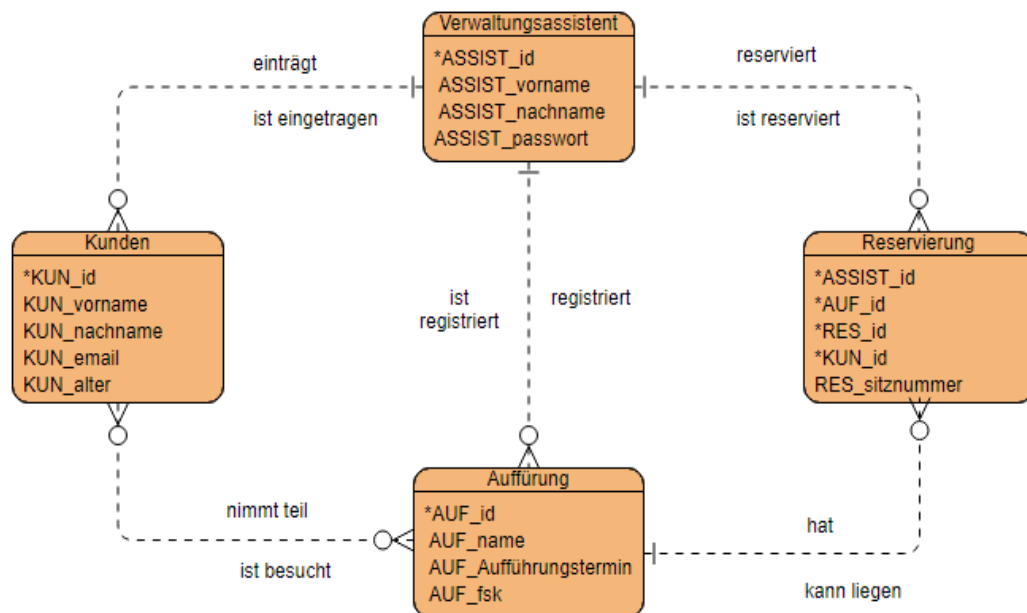 Verwaltungsassistent
*ASSIST_id
ASSIST_vorname
ASSIST_nachname
ASSIST_passwort
einträgt
ist eingetragen
reserviert
ist reserviert
Kunden
*KUN_id
KUN_vorname
KUN_nachname
KUN_email
KUN_alter
ist
registriert
registriert
Reservierung
*ASSIST_id
*AUF_id
*RES_id
*KUN_id
RES_sitznummer
nimmt teil
ist besucht
Auffürung
*AUF_id
AUF_name
AUF_Aufführungstermin
AUF_fsk
hat
kann liegen